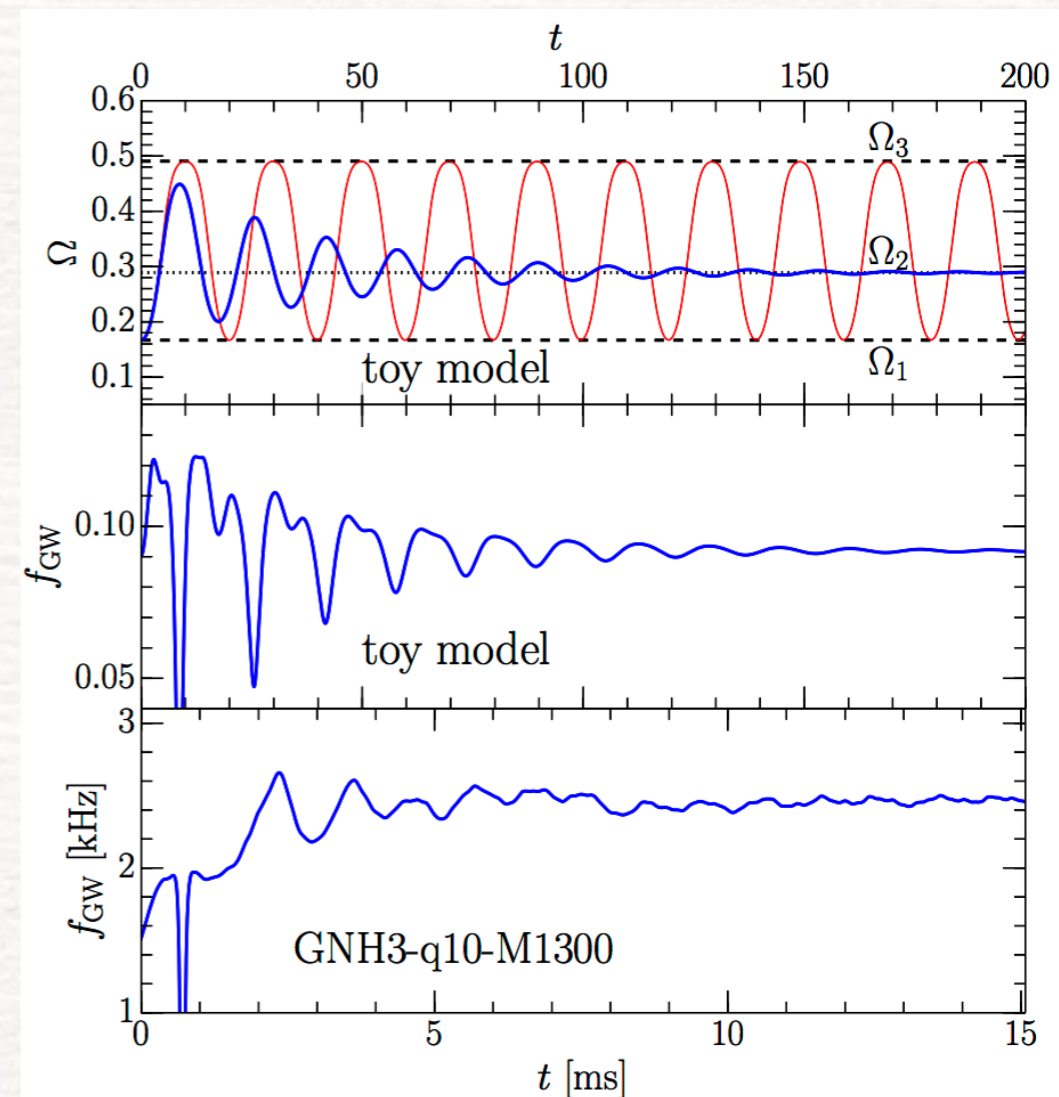 t
0 50 100 150 200
0.6
0.5
0.4
0.3
0.2
0.1
Ω
Ω₃
Ω₂
Ω₁
toy model
0.10
0.05
f_GW
toy model
3
2
1
f_GW [kHz]
GNH3-q10-M1300
0 5 10 15
t [ms]